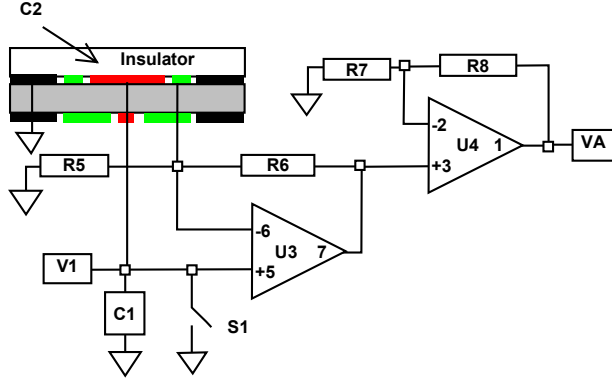 C2
Insulator
R7
R8
-2
U4
1
VA
+3
R5
R6
-6
U3
7
V1
+5
C1
S1